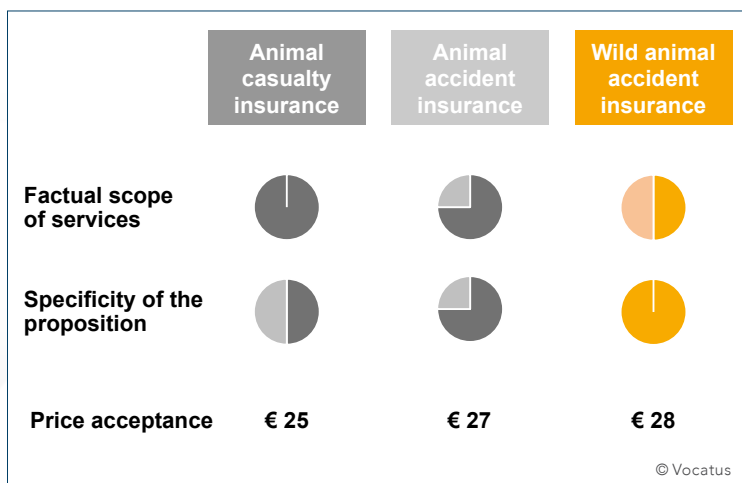 Animal
casualty
insurance
Animal
accident
insurance
Wild animal
accident
insurance
Factual scope
of services
Specificity of the
proposition
Price acceptance
€ 25
€ 27
€ 28
© Vocatus